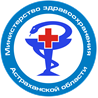 Министерство здравоохранения
Астраханской области